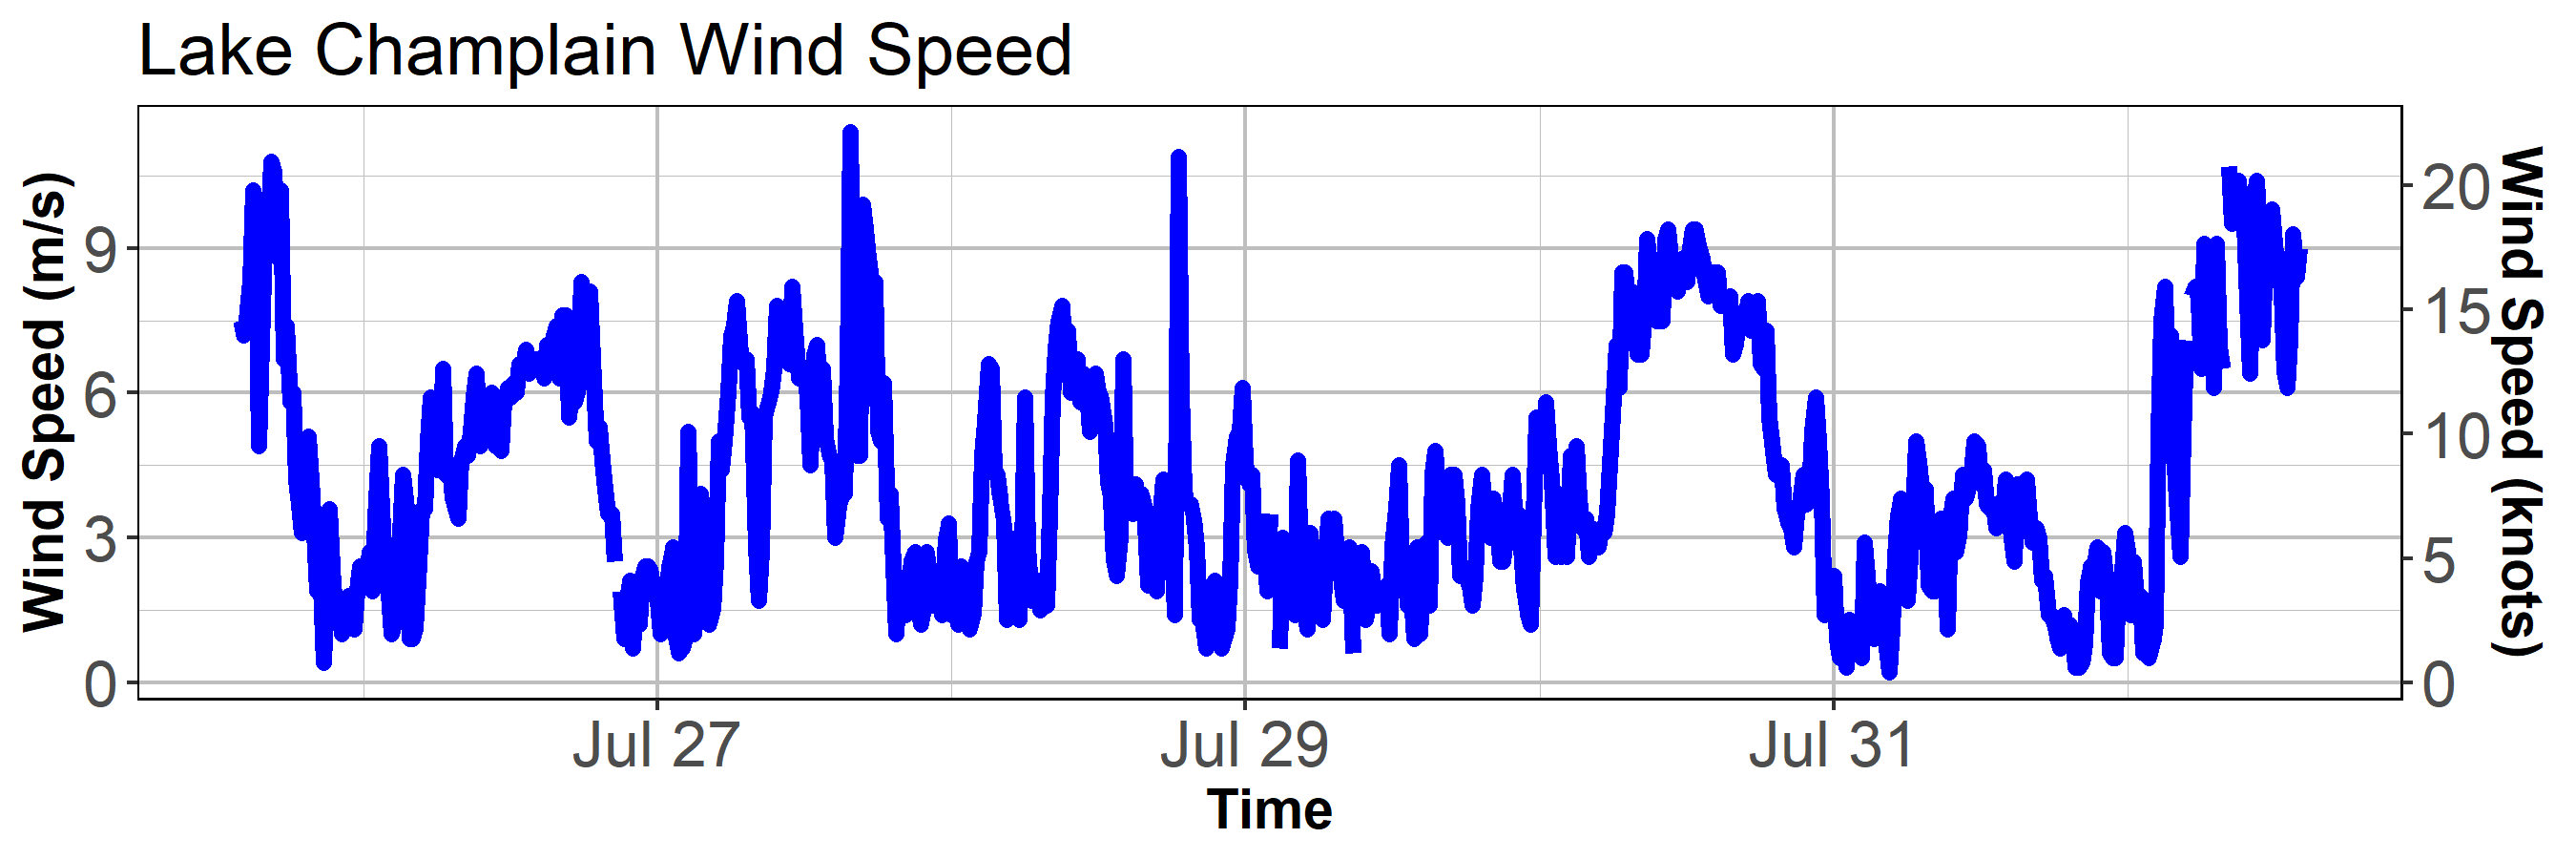 Lake Champlain Wind Speed
Wind Speed (m/s)
9
6
3
0
20
15
10
5
0
Wind Speed (knots)
Jul 27
Jul 29
Jul 31
Time